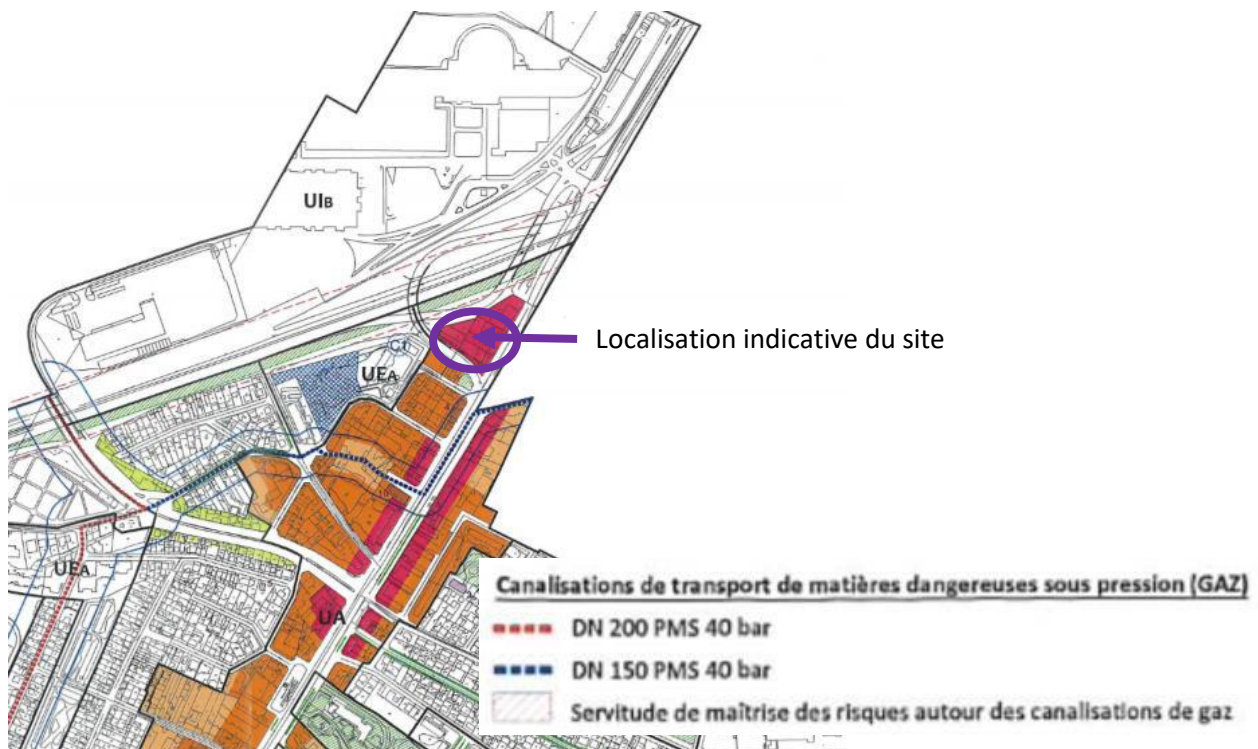 UIB
Localisation indicative du site
C1
UEA
UEA
UA
Canalisations de transport de matières dangereuses sous pression (GAZ)
DN 200 PMS 40 bar
DN 150 PMS 40 bar
Servitude de maîtrise des risques autour des canalisations de gaz